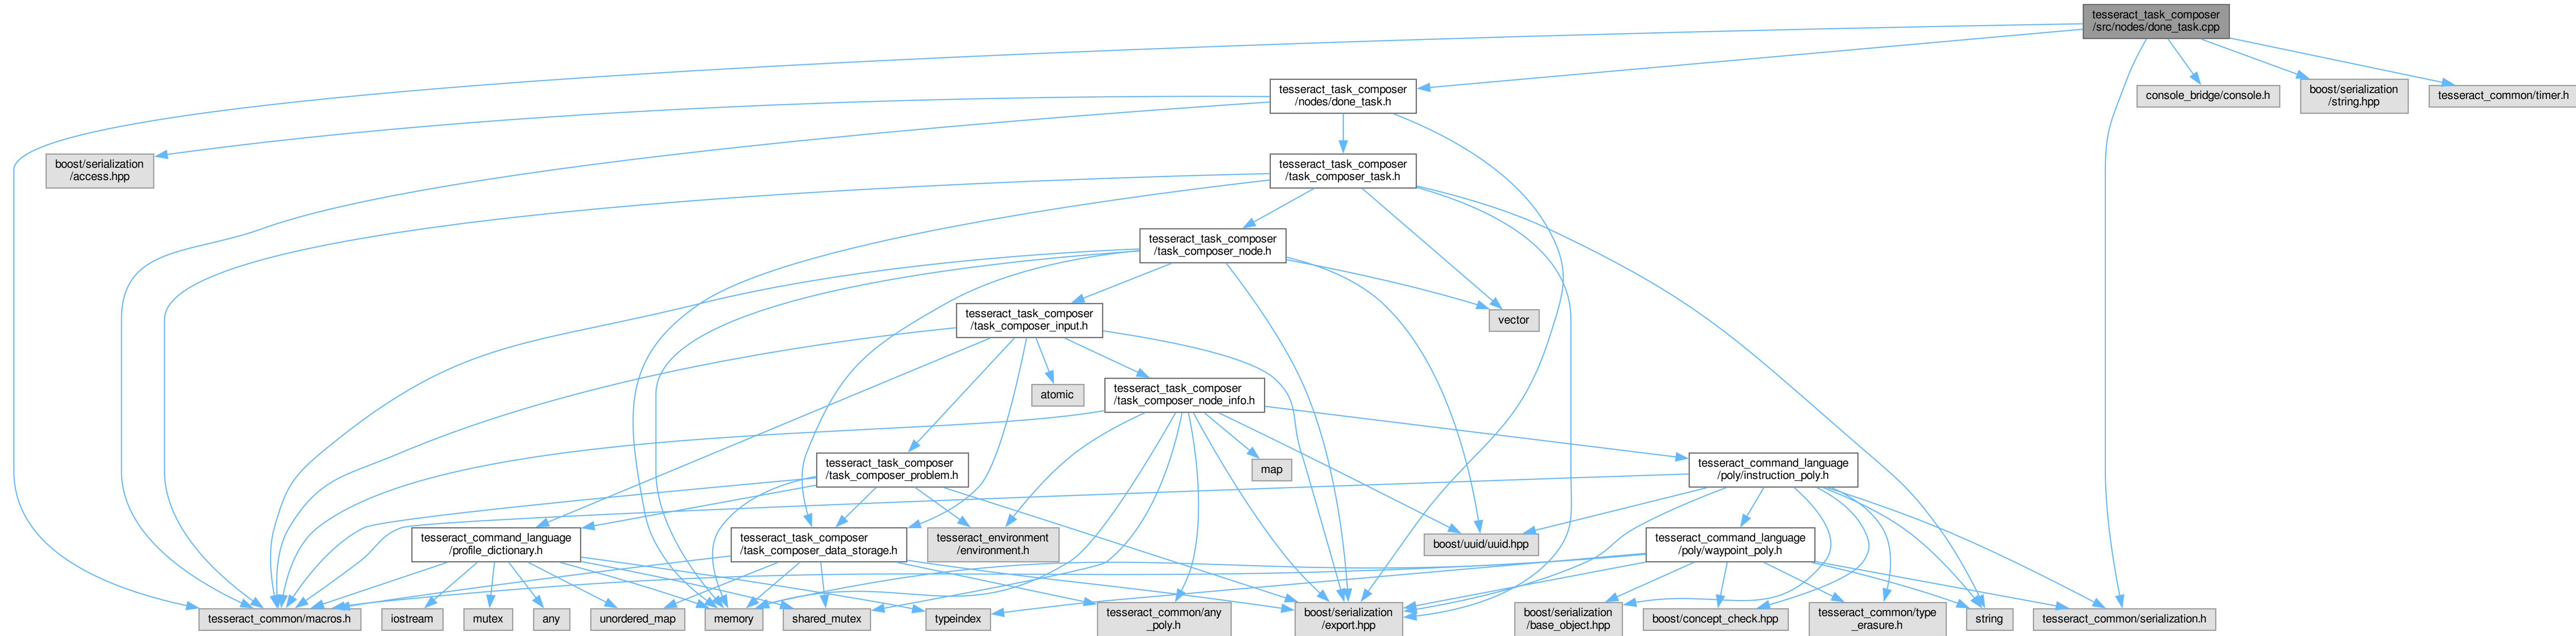 tesseract_task_composer
/src/nodes/done_task.cpp
tesseract_task_composer
/nodes/done_task.h
console_bridge/console.h
boost/serialization
/string.hpp
tesseract_common/timer.h
boost/serialization
/access.hpp
tesseract_task_composer
/task_composer_task.h
tesseract_task_composer
/task_composer_node.h
tesseract_task_composer
/task_composer_input.h
vector
atomic
tesseract_task_composer
/task_composer_node_info.h
tesseract_task_composer
/task_composer_problem.h
map
tesseract_command_language
/poly/instruction_poly.h
tesseract_command_language
/profile_dictionary.h
tesseract_task_composer
/task_composer_data_storage.h
tesseract_environment
/environment.h
boost/uuid/uuid.hpp
tesseract_command_language
/poly/waypoint_poly.h
tesseract_common/macros.h
iostream
mutex
any
unordered_map
memory
shared_mutex
typeindex
tesseract_common/any
_poly.h
boost/serialization
/export.hpp
boost/serialization
/base_object.hpp
boost/concept_check.hpp
tesseract_common/type
_erasure.h
string
tesseract_common/serialization.h